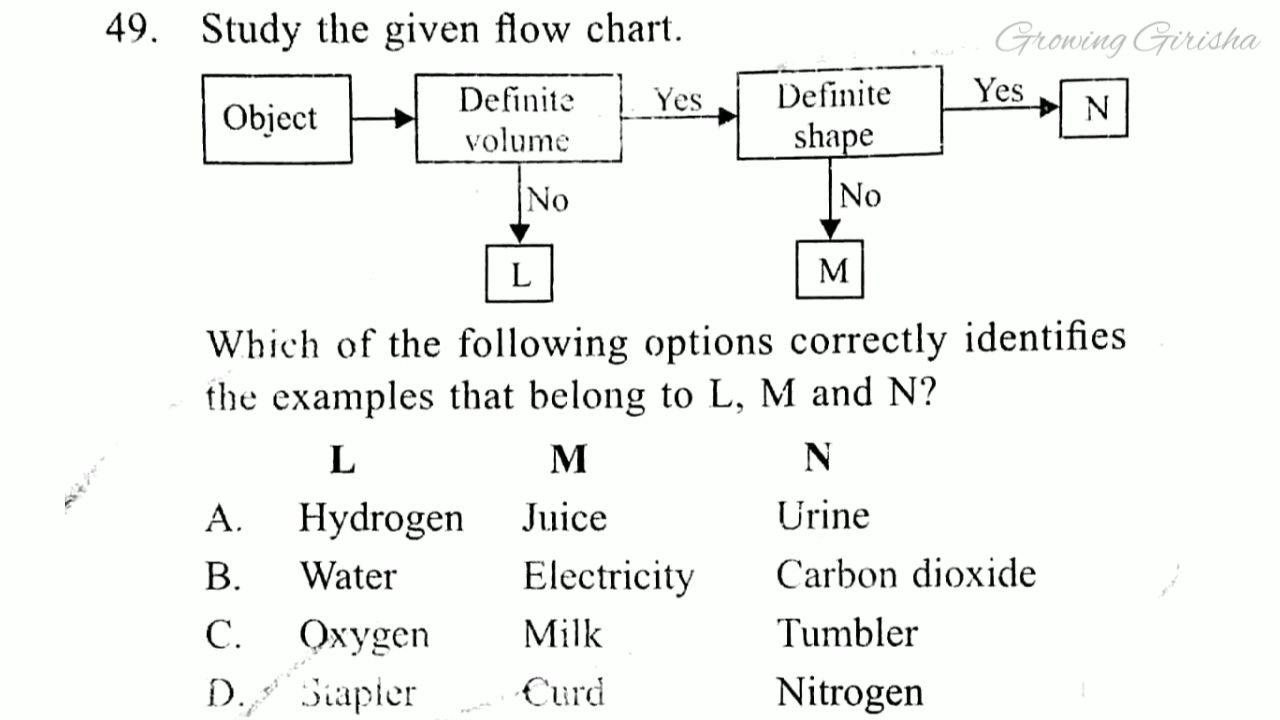 49. Study the given flow chart.
Growing Girisha
Object
Definite
volume
Yes
Definite
shape
Yes
N
No
No
L
M
Which of the following options correctly identifies
the examples that belong to L, M and N?
L M N
A. Hydrogen Juice Urine
B. Water Electricity Carbon dioxide
C. Oxygen Milk Tumbler
D. Stapler Curd Nitrogen